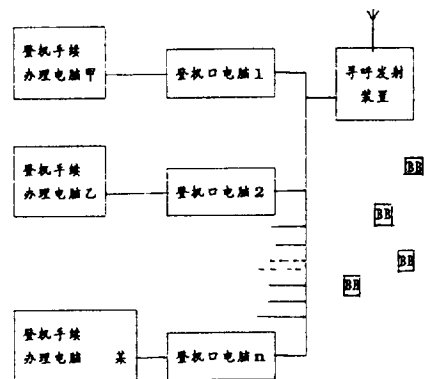 登机手续
办理电脑甲
登机口电脑1
寻呼发射
装置
登机手续
办理电脑乙
登机口电脑2
BB
BB
BB
BB
登机手续
办理电脑 某
登机口电脑n